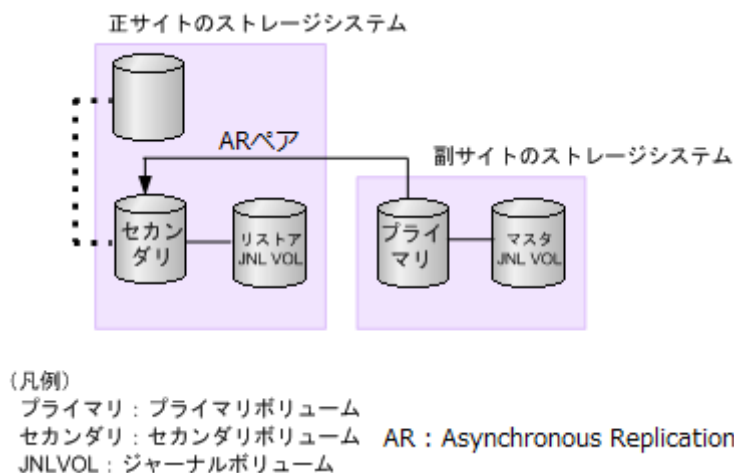 正サイトのストレージシステム
ARペア
副サイトのストレージシステム
セカン
ダリ
リストア
JNL VOL
プライ
マリ
マスタ
JNL VOL
(凡例)
プライマリ:プライマリボリューム
セカンダリ:セカンダリボリューム AR:Asynchronous Replication
JNLVOL:ジャーナルボリューム